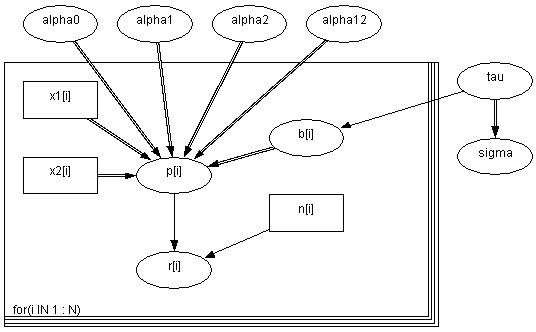 alpha0 alpha1 alpha2 alpha12
x1[i]
tau
b[i]
sigma
x2[i]
p[i]
n[i]
r[i]
for(i IN 1 : N)